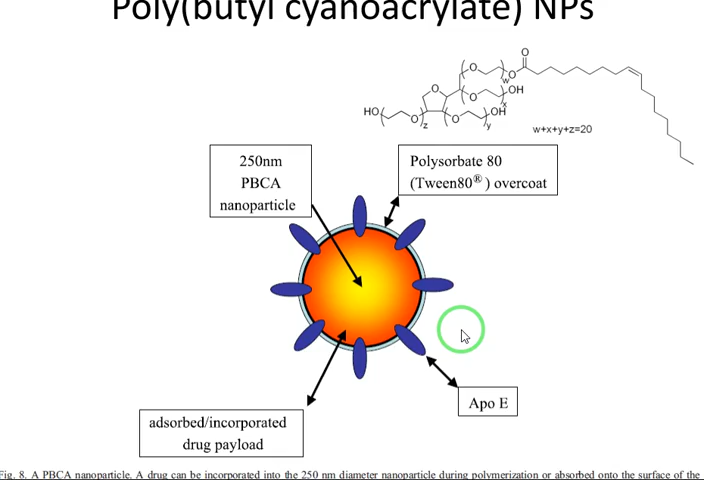 Poly(butyl cyanoacrylate) NPs
O
O
w
O
O
O
x
OH
HO
O
z
O
y
OH
w+x+y+z=20
250nm
PBCA
nanoparticle
Polysorbate 80
(Tween80®) overcoat
Apo E
adsorbed/incorporated
drug payload
Fig. 8. A PBCA nanoparticle. A drug can be incorporated into the 250 nm diameter nanoparticle during polymerization or absorbed onto the surface of the